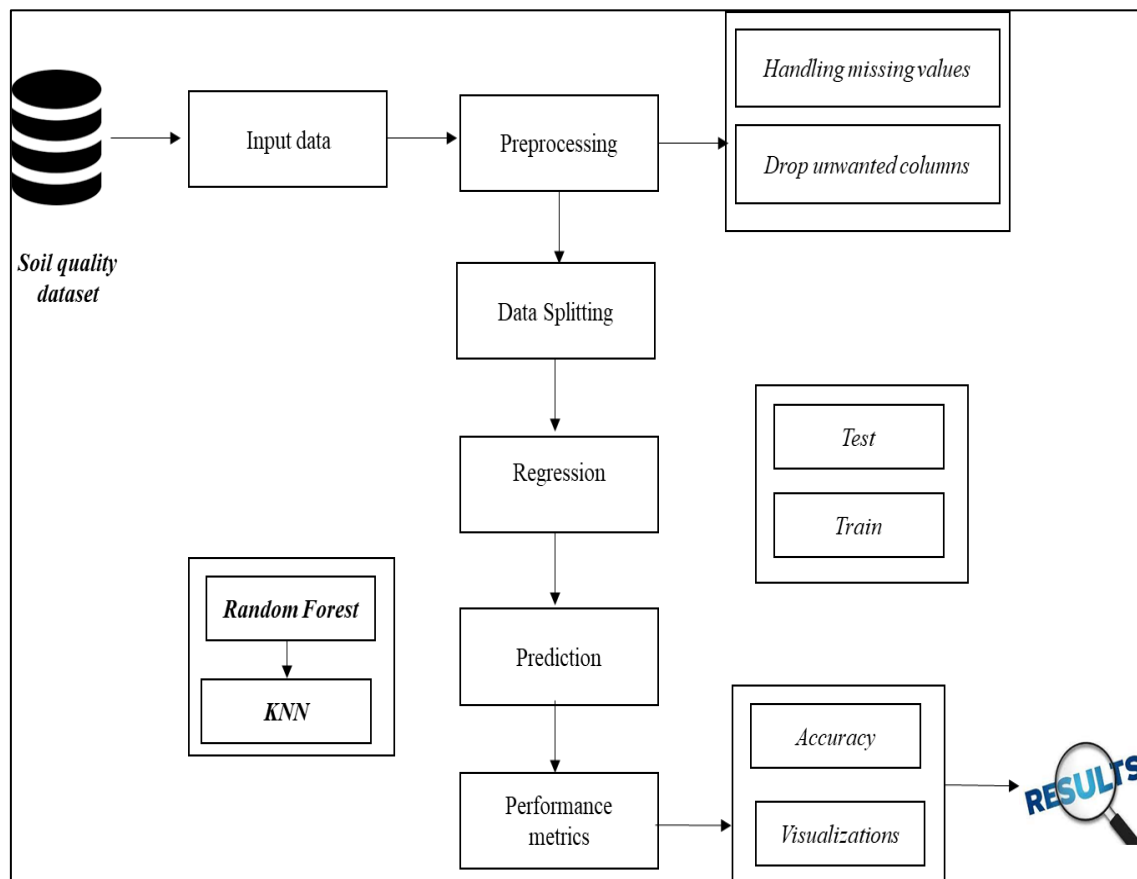 Handling missing values
Input data
Preprocessing
Drop unwanted columns
Soil quality
dataset
Data Splitting
Test
Regression
Train
Random Forest
Prediction
KNN
Accuracy
Performance
metrics
Visualizations
RESULTS